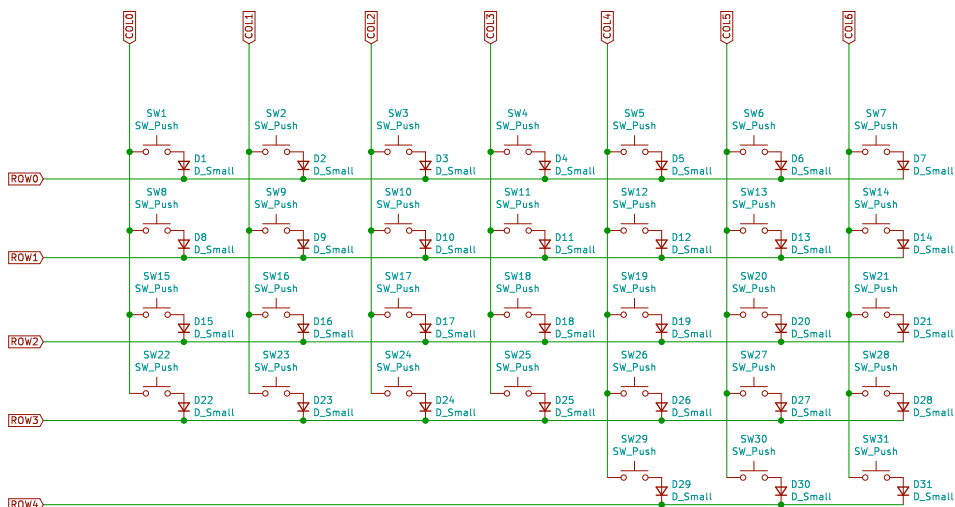 COL0 COL1 COL2 COL3 COL4 COL5 COL6
SW1 SW2 SW3 SW4 SW5 SW6 SW7
SW_Push SW_Push SW_Push SW_Push SW_Push SW_Push SW_Push
D1 D2 D3 D4 D5 D6 D7
D_Small D_Small D_Small D_Small D_Small D_Small D_Small
ROW0
SW8 SW9 SW10 SW11 SW12 SW13 SW14
SW_Push SW_Push SW_Push SW_Push SW_Push SW_Push SW_Push
D8 D9 D10 D11 D12 D13 D14
D_Small D_Small D_Small D_Small D_Small D_Small D_Small
ROW1
SW15 SW16 SW17 SW18 SW19 SW20 SW21
SW_Push SW_Push SW_Push SW_Push SW_Push SW_Push SW_Push
D15 D16 D17 D18 D19 D20 D21
D_Small D_Small D_Small D_Small D_Small D_Small D_Small
ROW2
SW22 SW23 SW24 SW25 SW26 SW27 SW28
SW_Push SW_Push SW_Push SW_Push SW_Push SW_Push SW_Push
D22 D23 D24 D25 D26 D27 D28
D_Small D_Small D_Small D_Small D_Small D_Small D_Small
ROW3
SW29 SW30 SW31
SW_Push SW_Push SW_Push
D29 D30 D31
D_Small D_Small D_Small
ROW4